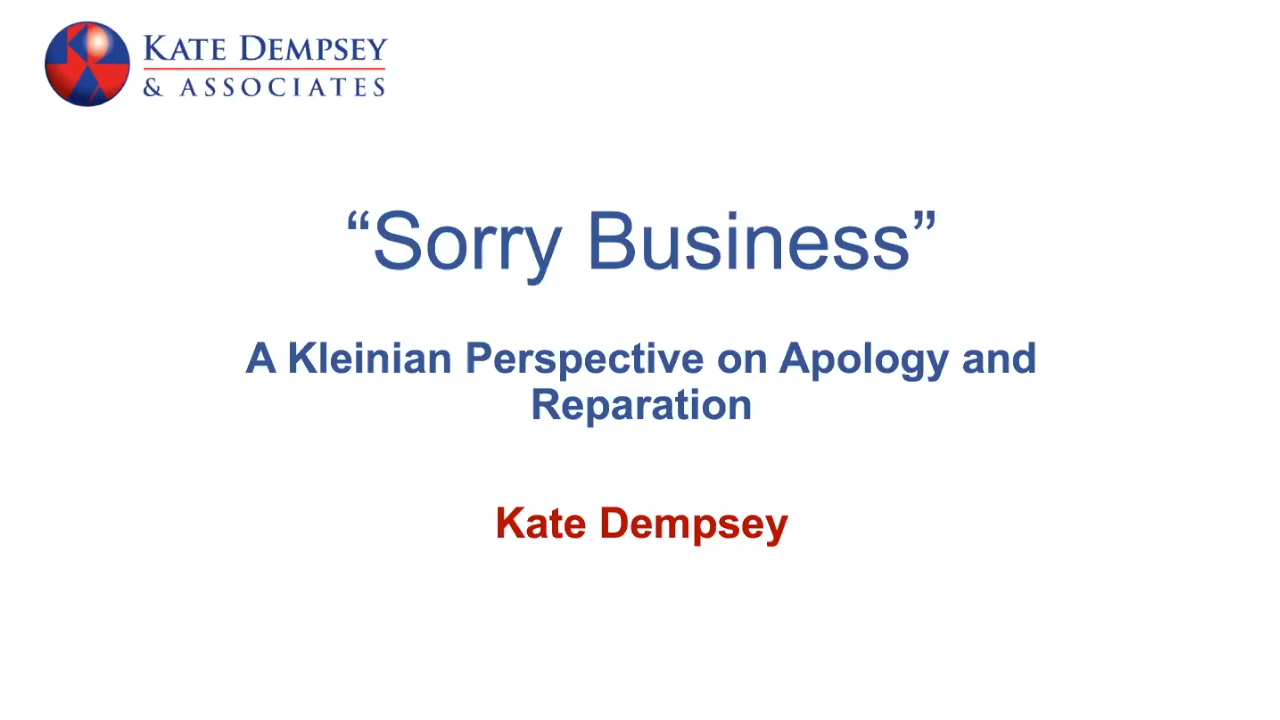 KATE DEMPSEY
& ASSOCIATES
“Sorry Business”
A Kleinian Perspective on Apology and
Reparation
Kate Dempsey